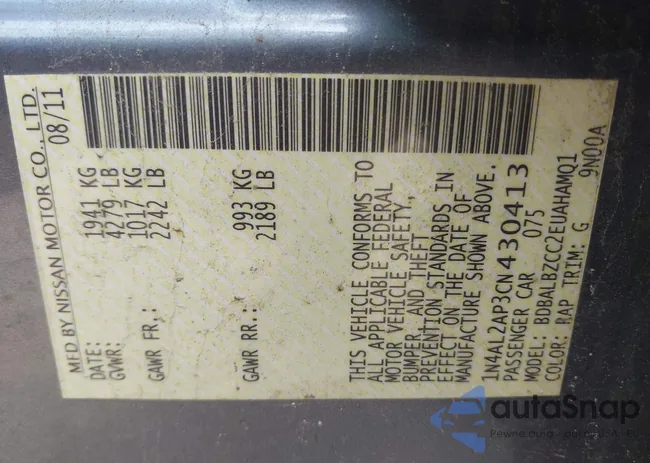 MFD BY NISSAN MOTOR CO., LTD.
DATE: 08/11
GVWR: 1941 KG
4279 LB
GAWR FR,: 1017 KG
2242 LB
GAWR RR.: 993 KG
2189 LB
THIS VEHICLE CONFORMS TO
ALL APPLICABLE FEDERAL
MOTOR VEHICLE SAFETY,
BUMPER AND THEFT
PREVENTION STANDARDS IN
EFFECT ON THE DATE OF
MANUFACTURE SHOWN ABOVE.
1N4AL2AP3CN430413
PASSENGER CAR 075
MODEL: BDBALBZCC2EUAHAMQ1
COLOR: RAP TRIM: G 9N00A
autaSnap